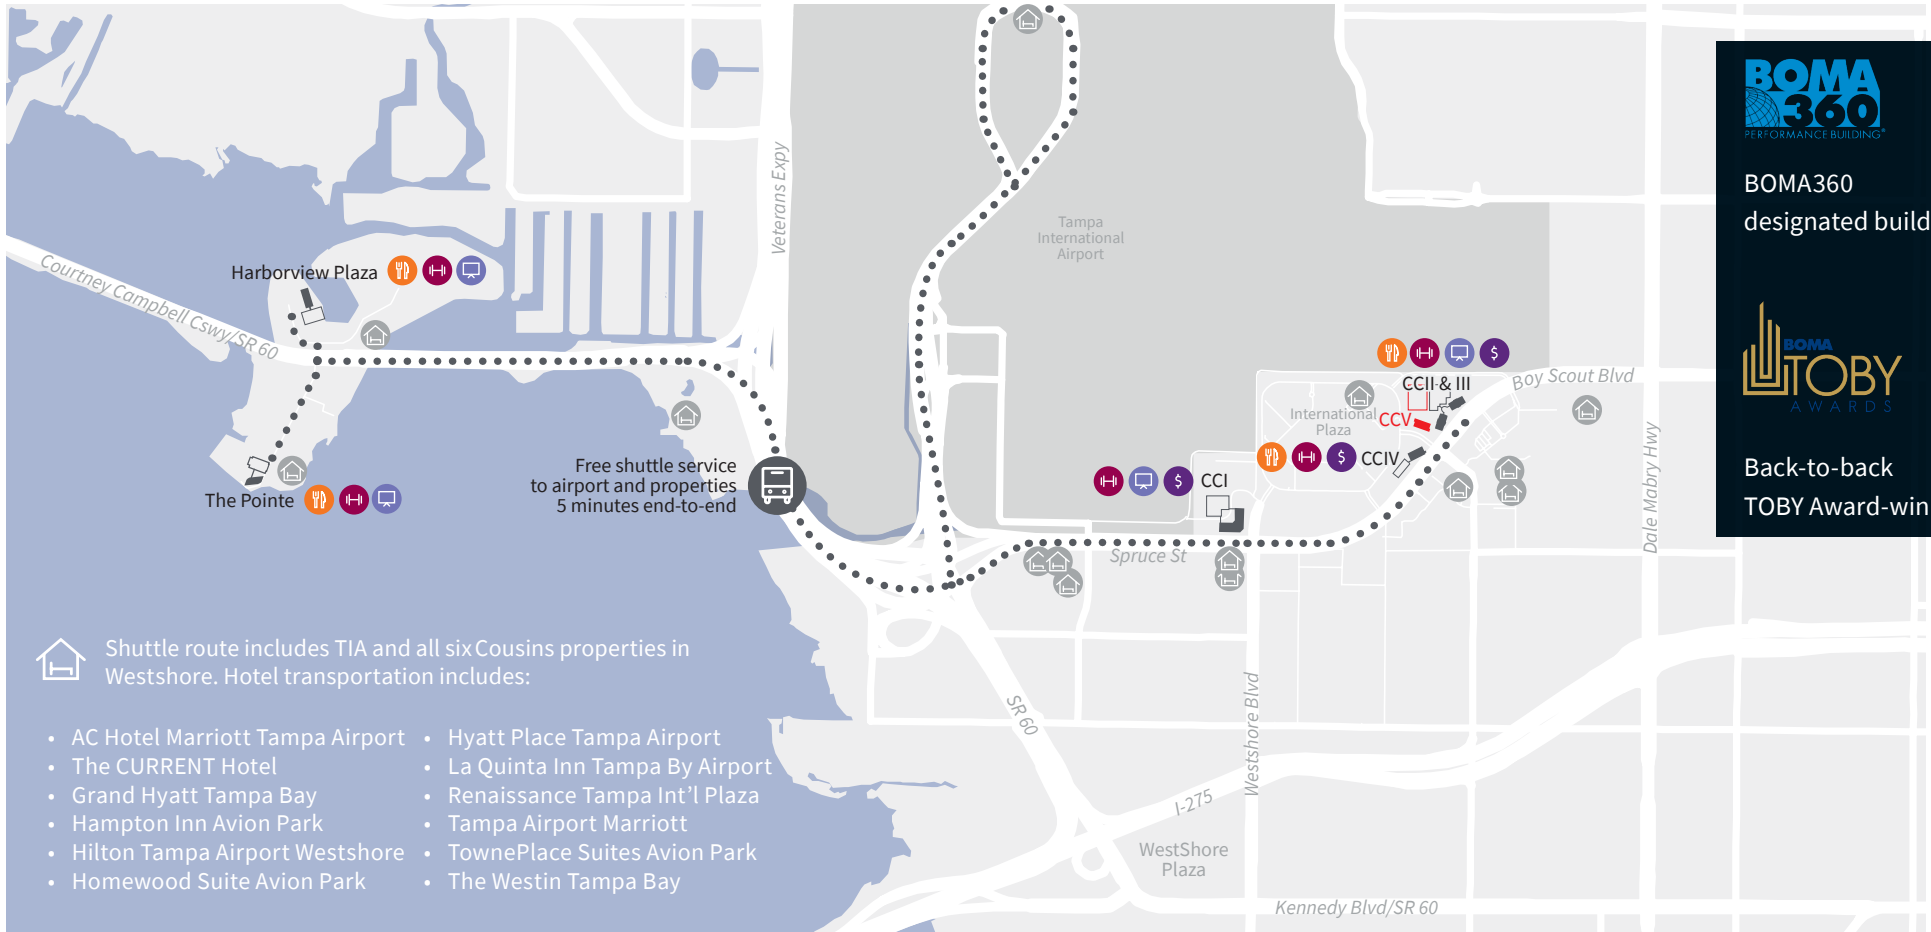 BOMA
360
PERFORMANCE BUILDING®
BOMA360
designated build
BOMA
TOBY
AWARDS
Back-to-back
TOBY Award-win
Veterans Expy
Tampa
International
Airport
Courtney Campbell Cswy/SR 60
Harborview Plaza
The Pointe
Free shuttle service
to airport and properties
5 minutes end-to-end
$
CCII & III
Boy Scout Blvd
International
Plaza
CCV
$
CCIV
$
CCI
Spruce St
Dale Mabry Hwy
SR 60
Westshore Blvd
I-275
WestShore
Plaza
Kennedy Blvd/SR 60
Shuttle route includes TIA and all six Cousins properties in
Westshore. Hotel transportation includes:
• AC Hotel Marriott Tampa Airport
• The CURRENT Hotel
• Grand Hyatt Tampa Bay
• Hampton Inn Avion Park
• Hilton Tampa Airport Westshore
• Homewood Suite Avion Park
• Hyatt Place Tampa Airport
• La Quinta Inn Tampa By Airport
• Renaissance Tampa Int’l Plaza
• Tampa Airport Marriott
• TownePlace Suites Avion Park
• The Westin Tampa Bay